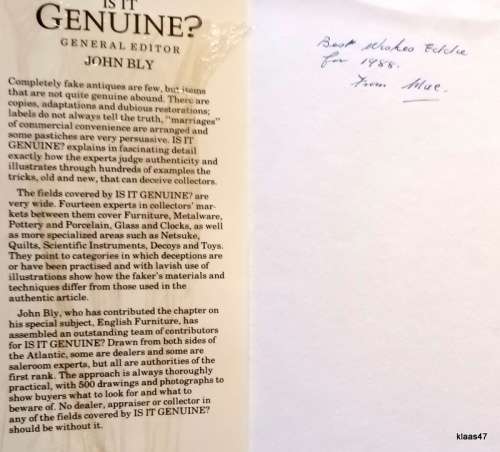 IS IT
GENUINE?
GENERAL EDITOR
JOHN BLY
Completely fake antiques are few, but items
that are not quite genuine abound. There are
copies, adaptations and dubious restorations;
labels do not always tell the truth, "marriages"
of commercial convenience are arranged and
some pastiches are very persuasive. IS IT
GENUINE? explains in fascinating detail
exactly how the experts judge authenticity and
illustrates through hundreds of examples the
tricks, old and new, that can deceive collectors.
The fields covered by IS IT GENUINE? are
very wide. Fourteen experts in collectors' mar-
kets between them cover Furniture, Metalware,
Pottery and Porcelain, Glass and Clocks, as well
as more specialized areas such as Netsuke,
Quilts, Scientific Instruments, Decoys and Toys.
They point to categories in which deceptions are
or have been practised and with lavish use of
illustrations show how the faker's materials and
techniques differ from those used in the
authentic article.
John Bly, who has contributed the chapter on
his special subject, English Furniture, has
assembled an outstanding team of contributors
for IS IT GENUINE? Drawn from both sides of
the Atlantic, some are dealers and some are
saleroom experts, but all are authorities of the
first rank. The approach is always thoroughly
practical, with 500 drawings and photographs to
show buyers what to look for and what to
beware of. No dealer, appraiser or collector in
any of the fields covered by IS IT GENUINE?
should be without it.
Best Wishes Eddie
for 1988.
From
klaas47